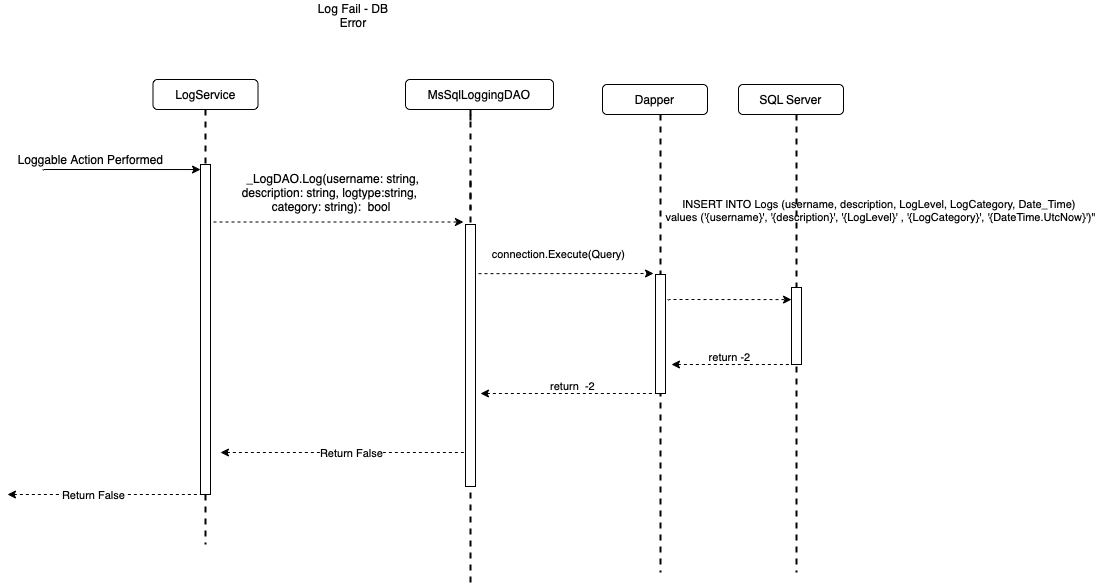 Log Fail - DB
Error
LogService
MsSqlLoggingDAO
Dapper
SQL Server
Loggable Action Performed
_LogDAO.Log(username: string,
description: string, logtype:string,
category: string): bool
INSERT INTO Logs (username, description, LogLevel, LogCategory, Date_Time)
values ('{username}', '{description}', '{LogLevel}' , '{LogCategory}', '{DateTime.UtcNow}')"
connection.Execute(Query)
return -2
return -2
Return False
Return False